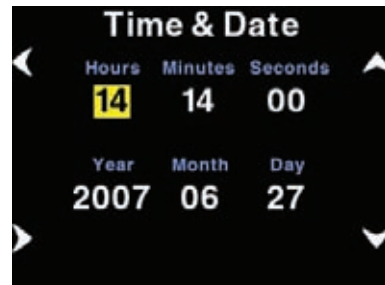 Time & Date
Hours Minutes Seconds
14 14 00
Year Month Day
2007 06 27